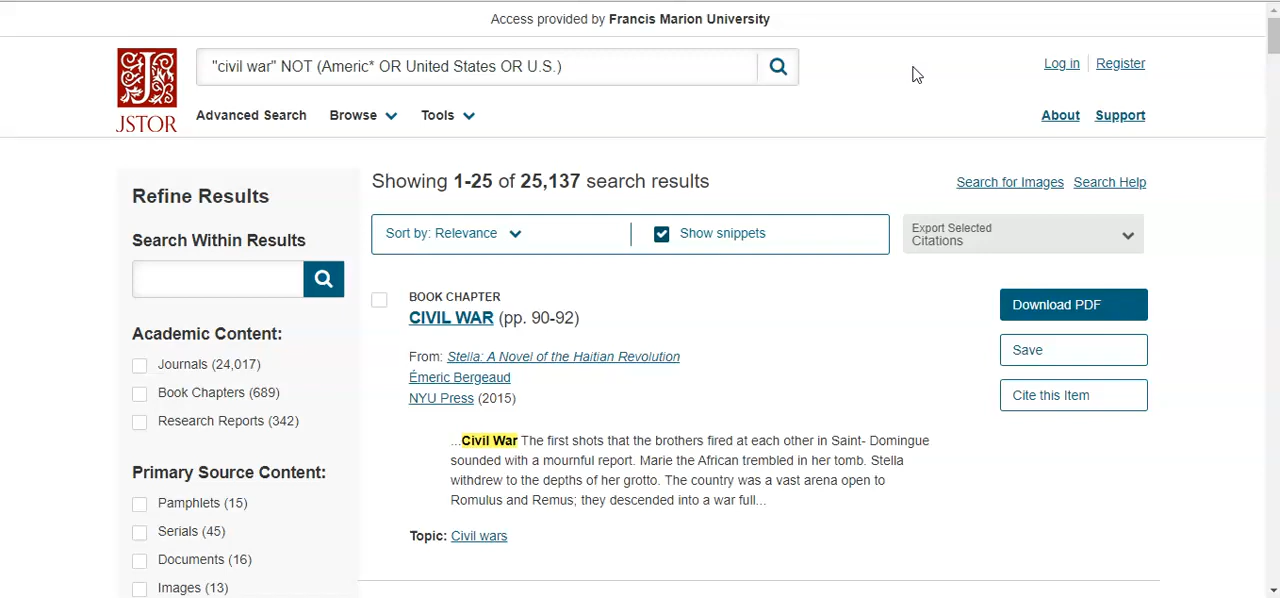 Access provided by Francis Marion University
JSTOR
"civil war" NOT (Americ* OR United States OR U.S.)
Log in Register
Advanced Search Browse Tools
About Support
Refine Results
Search Within Results
Academic Content:
Journals (24,017)
Book Chapters (689)
Research Reports (342)
Primary Source Content:
Pamphlets (15)
Serials (45)
Documents (16)
Images (13)
Showing 1-25 of 25,137 search results
Search for Images Search Help
Sort by: Relevance Show snippets
Export Selected
Citations
BOOK CHAPTER
CIVIL WAR (pp. 90-92)
From: Stella: A Novel of the Haitian Revolution
Émeric Bergeaud
NYU Press (2015)
...Civil War The first shots that the brothers fired at each other in Saint- Domingue
sounded with a mournful report. Marie the African trembled in her tomb. Stella
withdrew to the depths of her grotto. The country was a vast arena open to
Romulus and Remus; they descended into a war full...
Topic: Civil wars
Download PDF
Save
Cite this Item